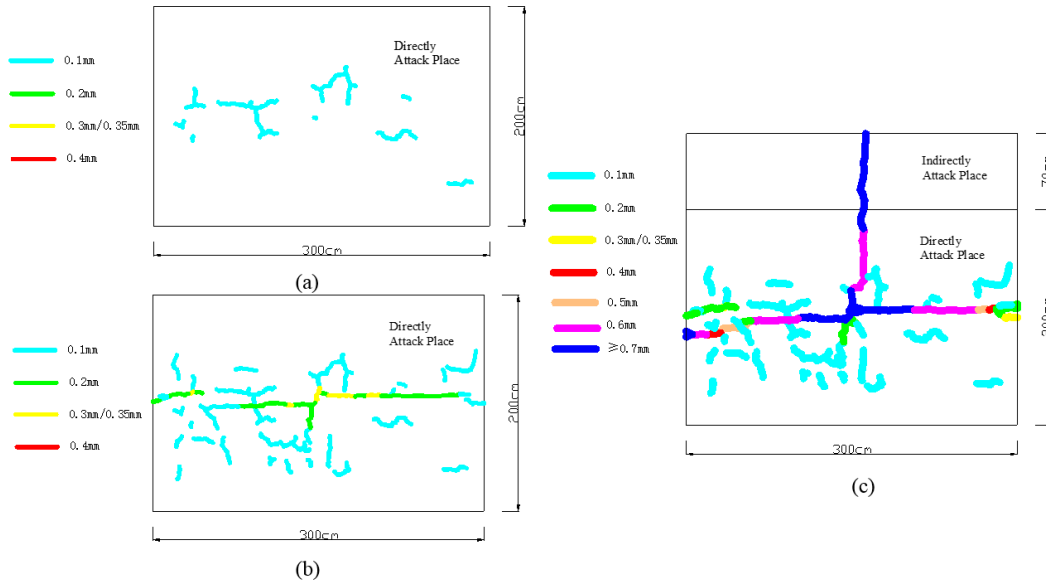 0.1mm
0.2mm
0.3mm/0.35mm
0.4mm
Directly
Attack Place
200cm
300cm
(a)
0.1mm
0.2mm
0.3mm/0.35mm
0.4mm
Directly
Attack Place
200cm
300cm
(b)
0.1mm
0.2mm
0.3mm/0.35mm
0.4mm
0.5mm
0.6mm
≥0.7mm
Indirectly
Attack Place
Directly
Attack Place
300cm
(c)